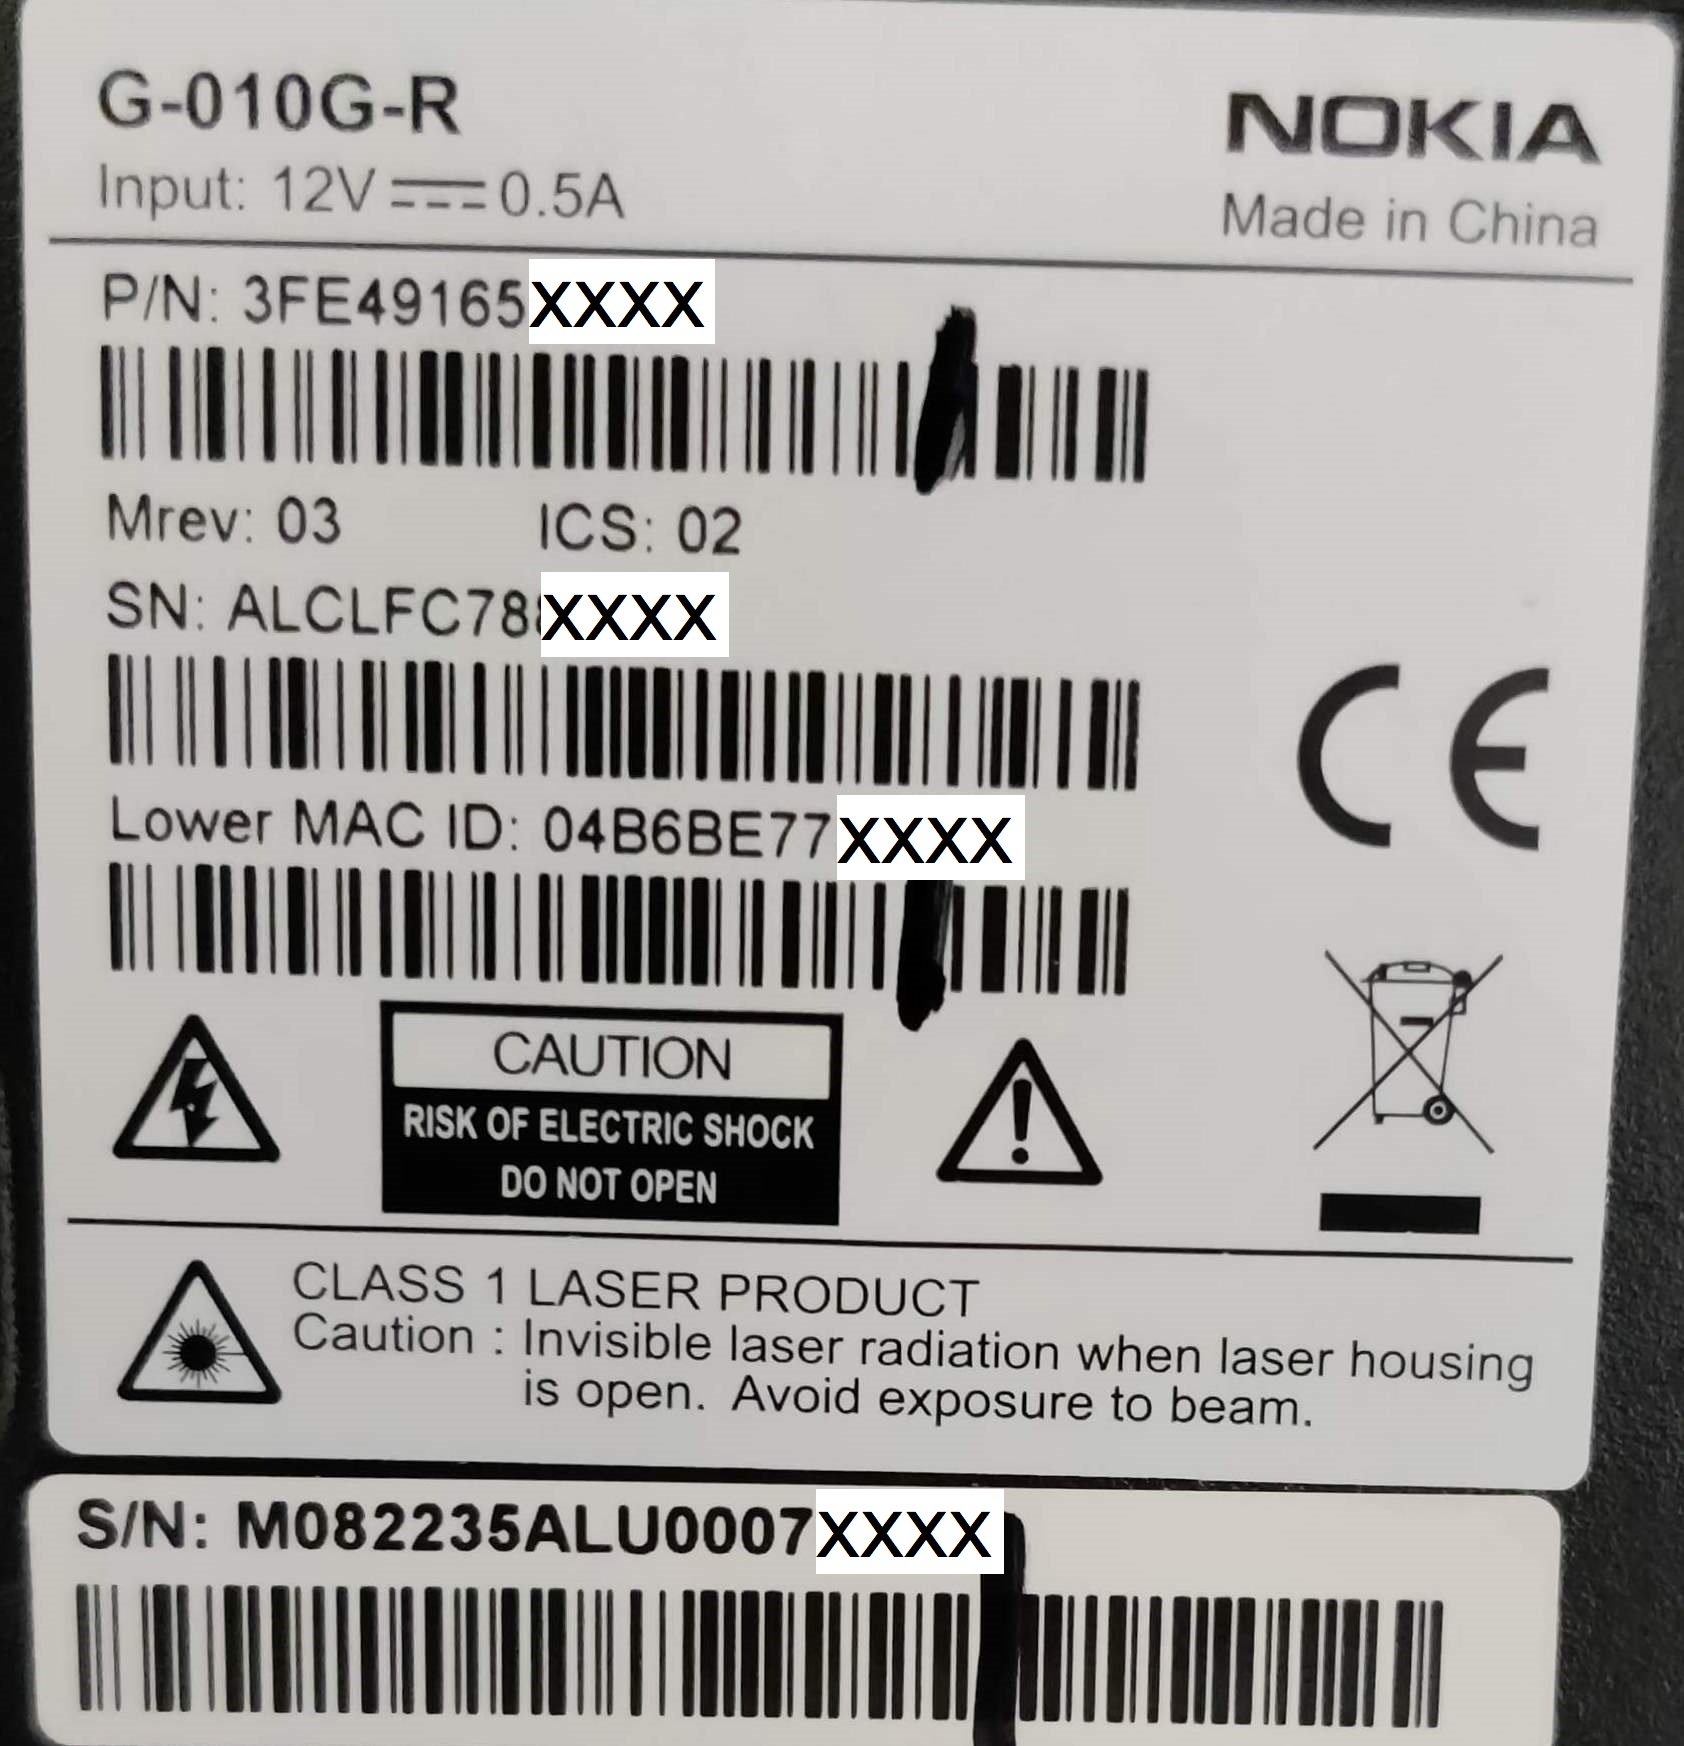 G-010G-R
NOKIA
Input: 12V⎓0.5A
Made in China
P/N: 3FE49165XXXX
Mrev: 03 ICS: 02
SN: ALCLFC78XXXX
Lower MAC ID: 04B6BE77XXXX
CE
CAUTION
RISK OF ELECTRIC SHOCK
DO NOT OPEN
CLASS 1 LASER PRODUCT
Caution : Invisible laser radiation when laser housing
is open. Avoid exposure to beam.
S/N: M082235ALU0007XXXX